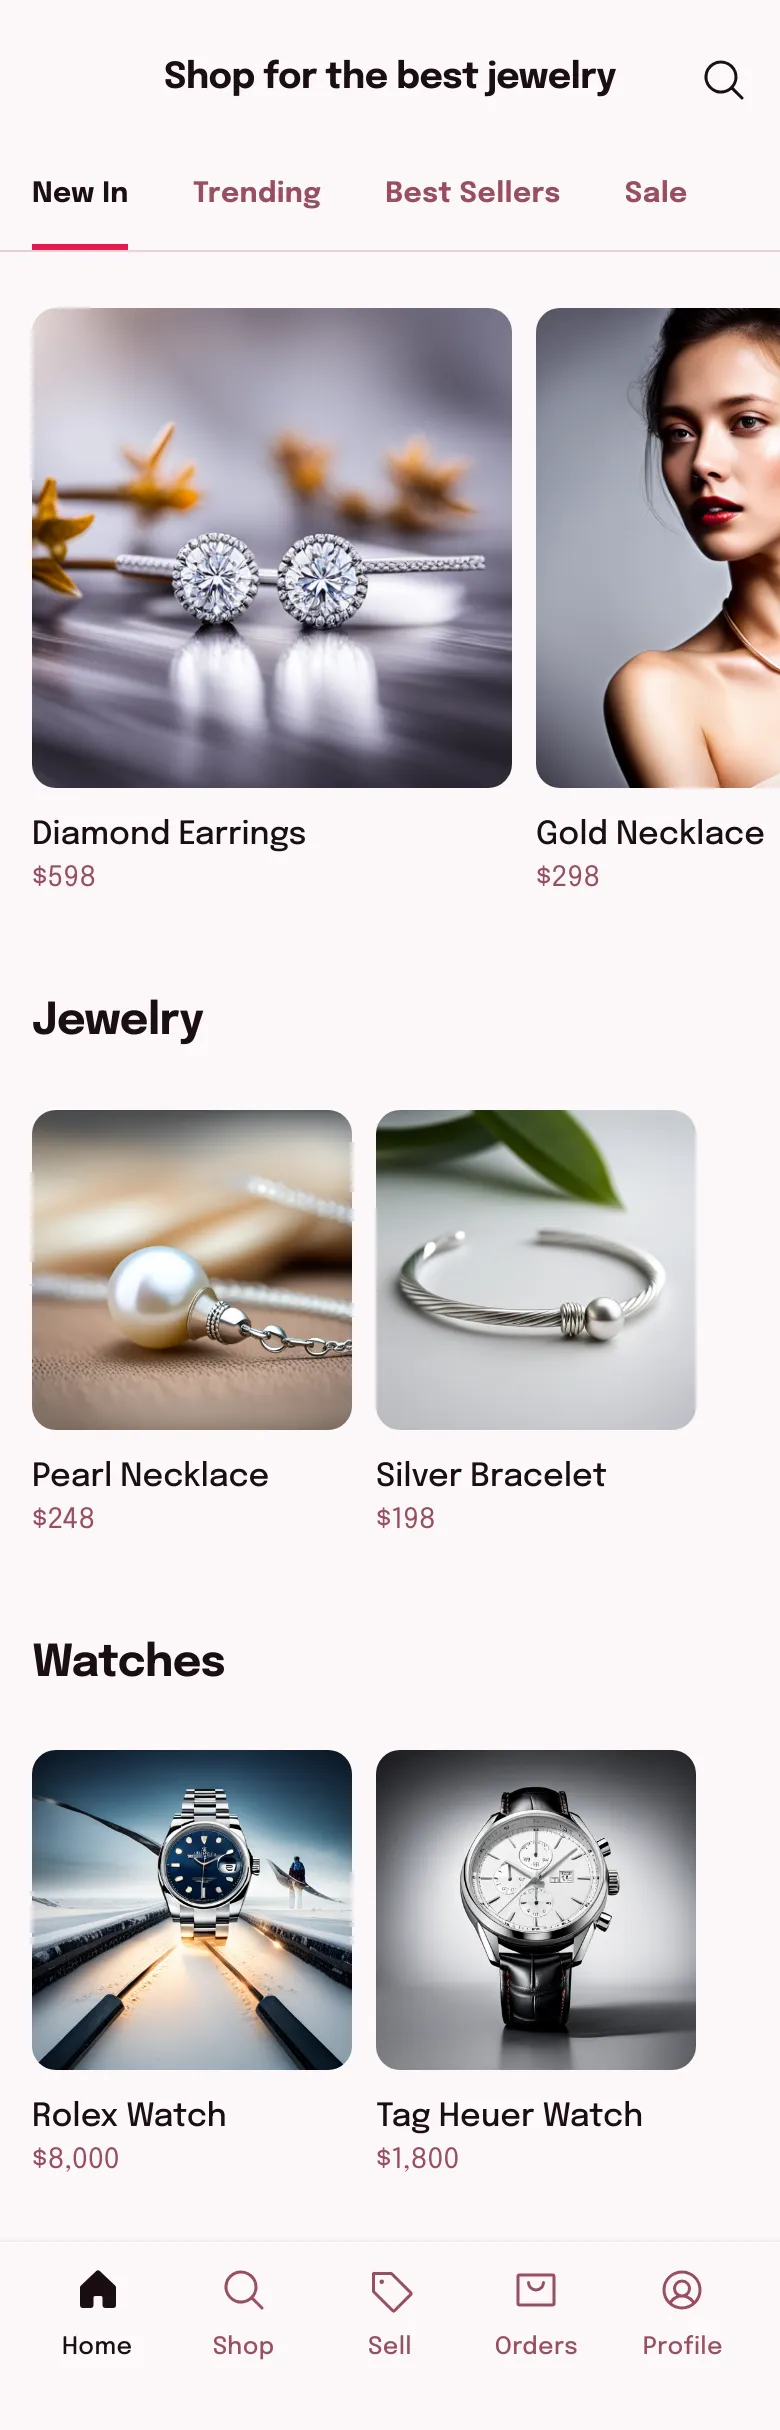 Shop for the best jewelry
New In Trending Best Sellers Sale
Diamond Earrings Gold Necklace
$598 $298
Jewelry
Pearl Necklace Silver Bracelet
$248 $198
Watches
Rolex Watch Tag Heuer Watch
$8,000 $1,800
Home Shop Sell Orders Profile